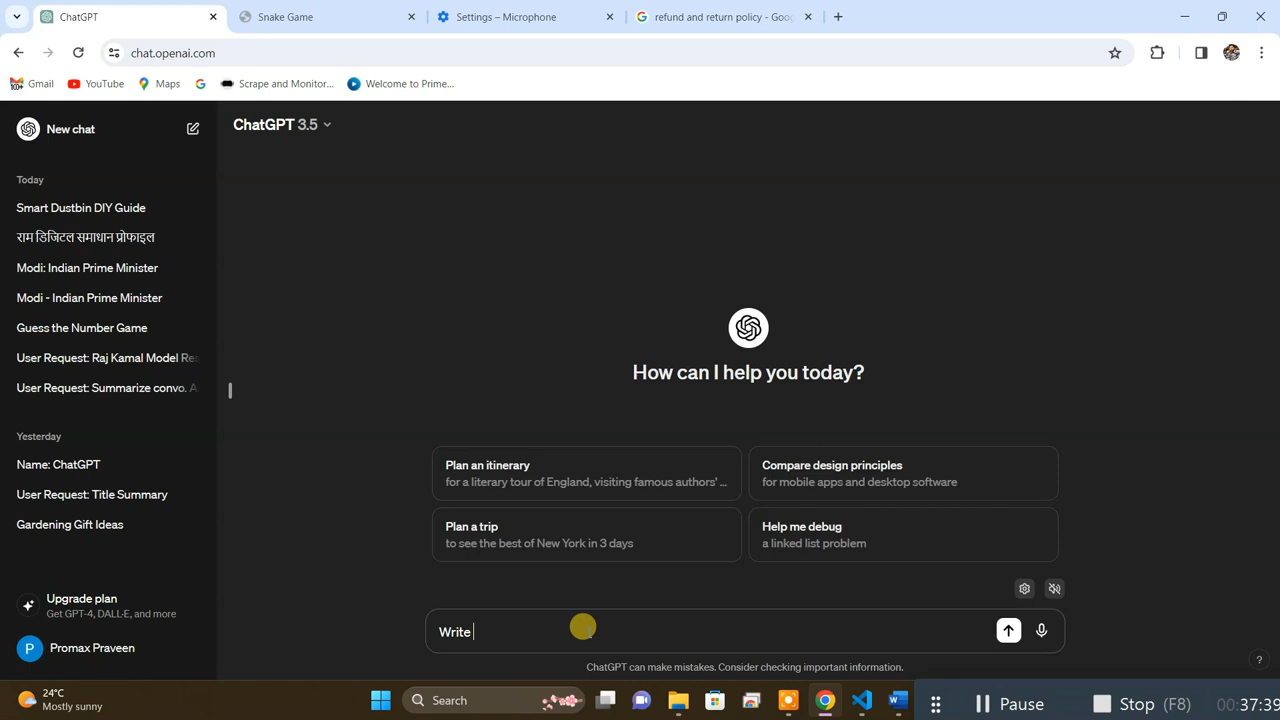 ChatGPT
Snake Game
Settings – Microphone
refund and return policy - Goo
chat.openai.com
Gmail
YouTube
Maps
Scrape and Monitor...
Welcome to Prime...
New chat
ChatGPT 3.5
Today
Smart Dustbin DIY Guide
राम डिजिटल समाधान प्रोफाइल
Modi: Indian Prime Minister
Modi - Indian Prime Minister
Guess the Number Game
User Request: Raj Kamal Model Re
User Request: Summarize convo. A
Yesterday
Name: ChatGPT
User Request: Title Summary
Gardening Gift Ideas
Upgrade plan
Get GPT-4, DALL·E, and more
P
Promax Praveen
How can I help you today?
Plan an itinerary
for a literary tour of England, visiting famous authors' ...
Compare design principles
for mobile apps and desktop software
Plan a trip
to see the best of New York in 3 days
Help me debug
a linked list problem
Write
ChatGPT can make mistakes. Consider checking important information.
?
24°C
Mostly sunny
Search
Pause
Stop (F8)
00:37:39